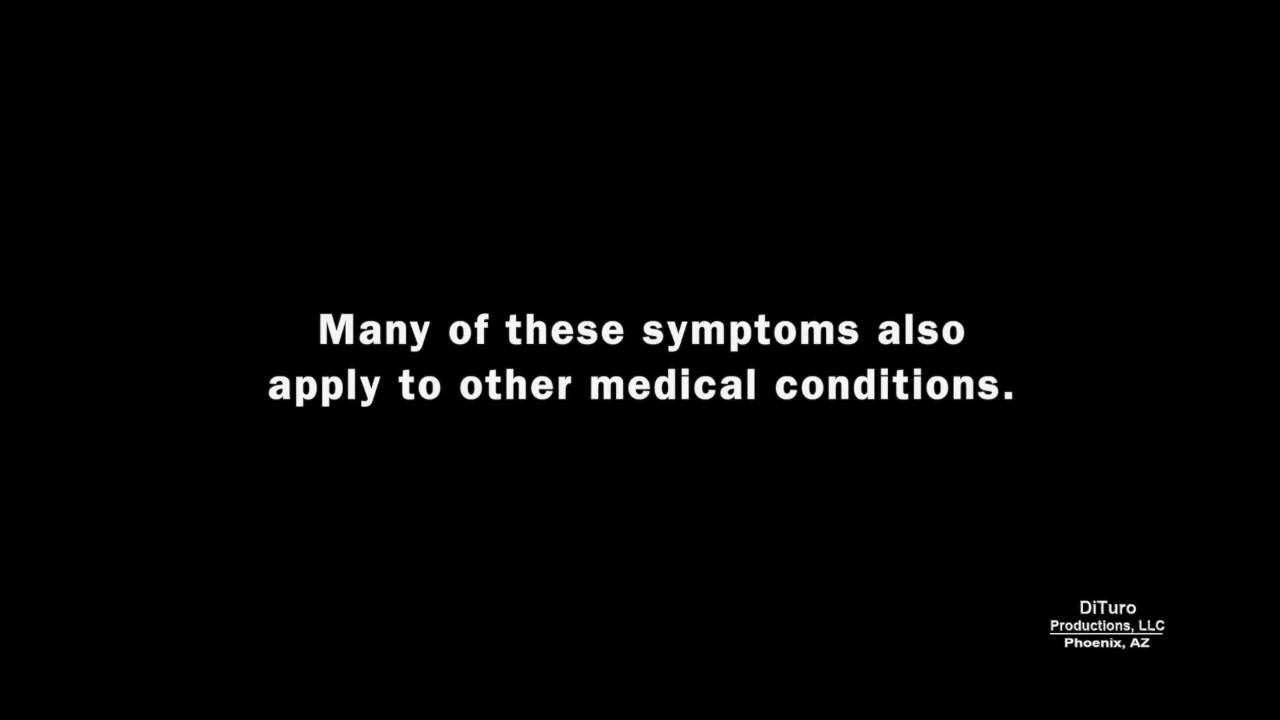 Many of these symptoms also
apply to other medical conditions.
DiTuro
Productions, LLC
Phoenix, AZ